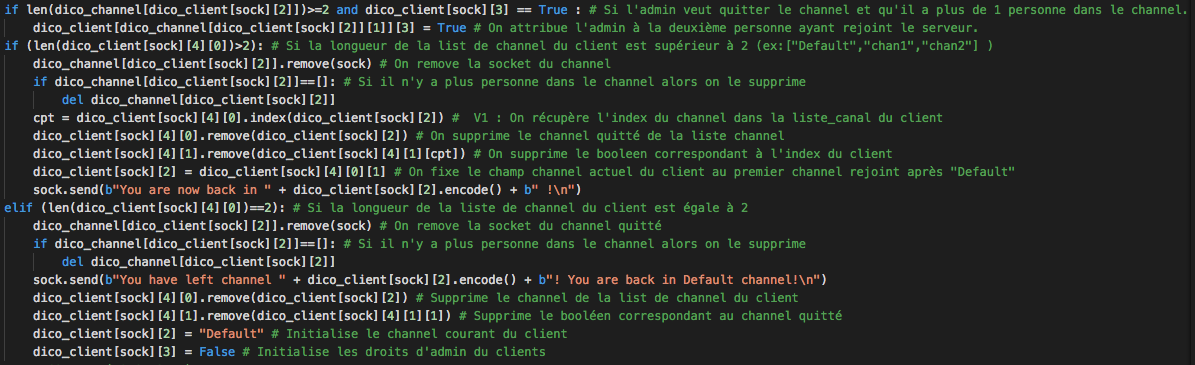 if len(dico_channel[dico_client[sock][2]])>=2 and dico_client[sock][3] == True : # Si l'admin veut quitter le channel et qu'il a plus de 1 personne dans le channel.
    dico_client[dico_channel[dico_client[sock][2]][1]][3] = True # On attribue l'admin à la deuxième personne ayant rejoint le serveur.
if (len(dico_client[sock][4][0])>2): # Si la longueur de la list de channel du client est supérieur à 2 (ex:["Default","chan1","chan2"] )
    dico_channel[dico_client[sock][2]].remove(sock) # On remove la socket du channel
    if dico_channel[dico_client[sock][2]]==[]: # Si il n'y a plus personne dans le channel alors on le supprime
        del dico_channel[dico_client[sock][2]]
    cpt = dico_client[sock][4][0].index(dico_client[sock][2]) #  V1 : On récupère l'index du channel dans la liste_canal du client
    dico_client[sock][4][0].remove(dico_client[sock][2]) # On supprime le channel quitté de la liste channel
    dico_client[sock][4][1].remove(dico_client[sock][4][1][cpt]) # On supprime le booleen correspondant à l'index du client
    dico_client[sock][2] = dico_client[sock][4][0][1] # On fixe le champ channel actuel du client au premier channel rejoint après "Default"
    sock.send(b"You are now back in " + dico_client[sock][2].encode() + b" !\n")
elif (len(dico_client[sock][4][0])==2): # Si la longueur de la liste de channel du client est égale à 2
    dico_channel[dico_client[sock][2]].remove(sock) # On remove la socket du channel quitté
    if dico_channel[dico_client[sock][2]]==[]: # Si il n'y a plus personne dans le channel alors on le supprime
        del dico_channel[dico_client[sock][2]]
    sock.send(b"You have left channel " + dico_client[sock][2].encode() + b"! You are back in Default channel!\n")
    dico_client[sock][4][0].remove(dico_client[sock][2]) # Supprime le channel de la list de channel du client
    dico_client[sock][4][1].remove(dico_client[sock][4][1][1]) # Supprime le booléen correspondant au channel quitté
    dico_client[sock][2] = "Default" # Initialise le channel courant du client
    dico_client[sock][3] = False # Initialise les droits d'admin du clients